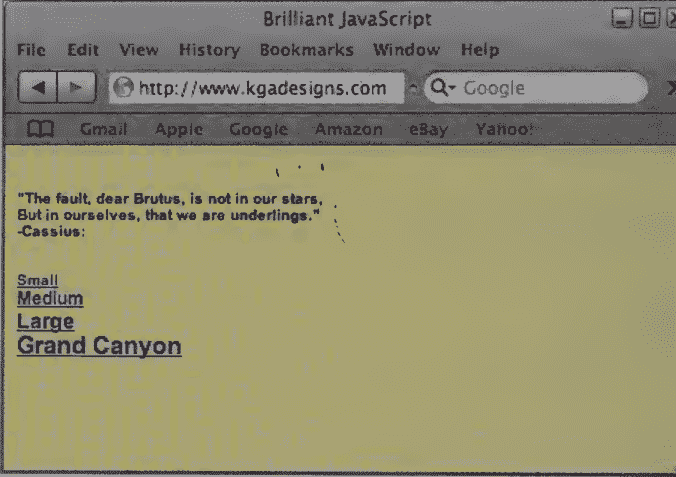 Brilliant JavaScript
File Edit View History Bookmarks Window Help
http://www.kgadesigns.com Google
Gmail Apple Google Amazon eBay Yahoo!
"The fault, dear Brutus, is not in our stars,
But in ourselves, that we are underlings."
-Cassius:
Small
Medium
Large
Grand Canyon